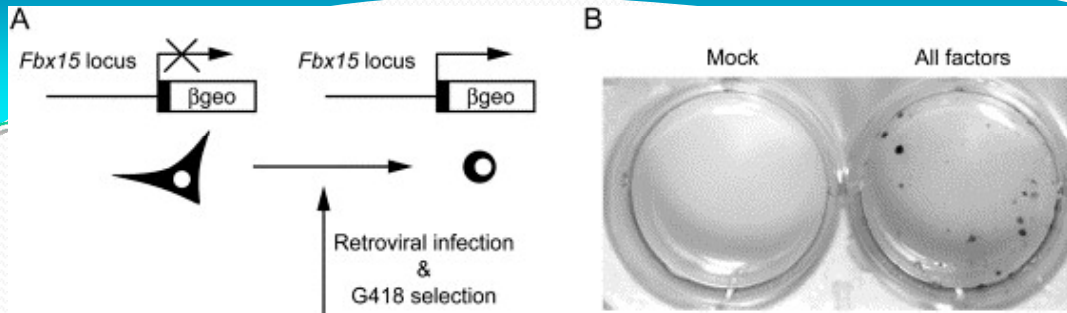 A
Fbx15 locus
βgeo
Fbx15 locus
βgeo
Retroviral infection
&
G418 selection
B
Mock
All factors